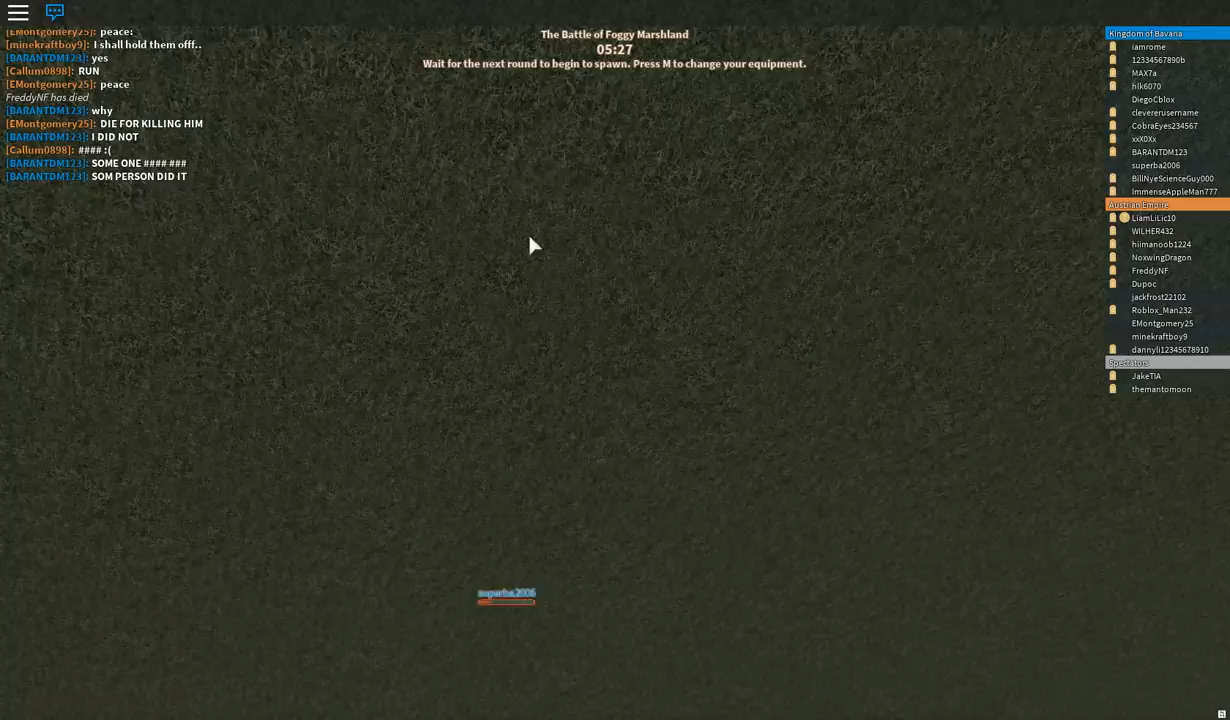 [EMontgomery25]: peace:
[minekraftboy9]: I shall hold them offf..
[BARANTDM123]: yes
[Callum0898]: RUN
[EMontgomery25]: peace
FreddyNF has died
[BARANTDM123]: why
[EMontgomery25]: DIE FOR KILLING HIM
[BARANTDM123]: I DID NOT
[Callum0898]: #### :(
[BARANTDM123]: SOME ONE #### ###
[BARANTDM123]: SOM PERSON DID IT
The Battle of Foggy Marshland
05:27
Wait for the next round to begin to spawn. Press M to change your equipment.
Kingdom of Bavaria
iamrome
12334567890b
MAX7a
hlk6070
DiegoCblox
clevererusername
CobraEyes234567
xxX0Xx
BARANTDM123
superba2006
BillNyeScienceGuy000
ImmenseAppleMan777
Austrian Empire
LiamLiLic10
WILHER432
hiimanoob1224
NoxwingDragon
FreddyNF
Dupoc
jackfrost22102
Roblox_Man232
EMontgomery25
minekraftboy9
dannyli12345678910
Spectators
JakeTIA
themantomoon
superba2006